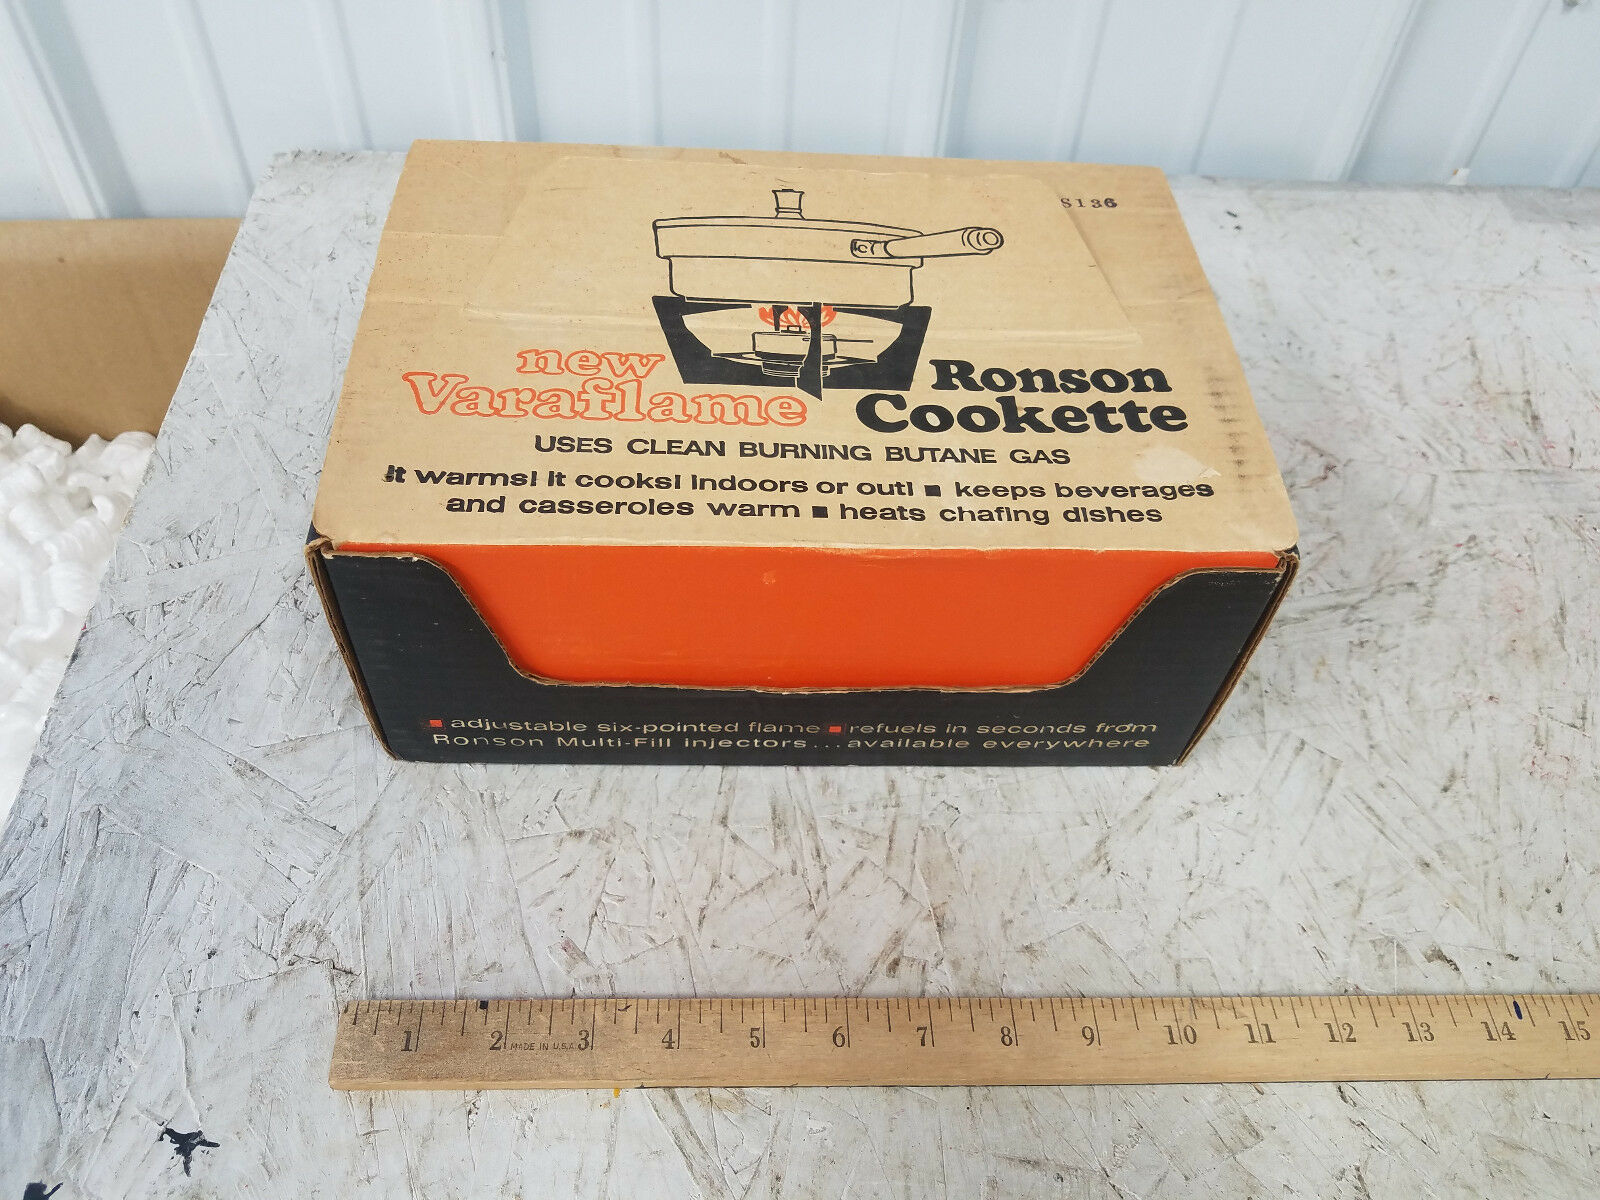 S136
new
Varaflame
Ronson
Cookette
USES CLEAN BURNING BUTANE GAS
It warms! It cooks! Indoors or out! ■ keeps beverages
and casseroles warm ■ heats chafing dishes
■ adjustable six-pointed flame ■ refuels in seconds from
Ronson Multi-Fill injectors...available everywhere
1 2 3 4 5 6 7 8 9 10 11 12 13 14 15
MADE IN U.S.A.